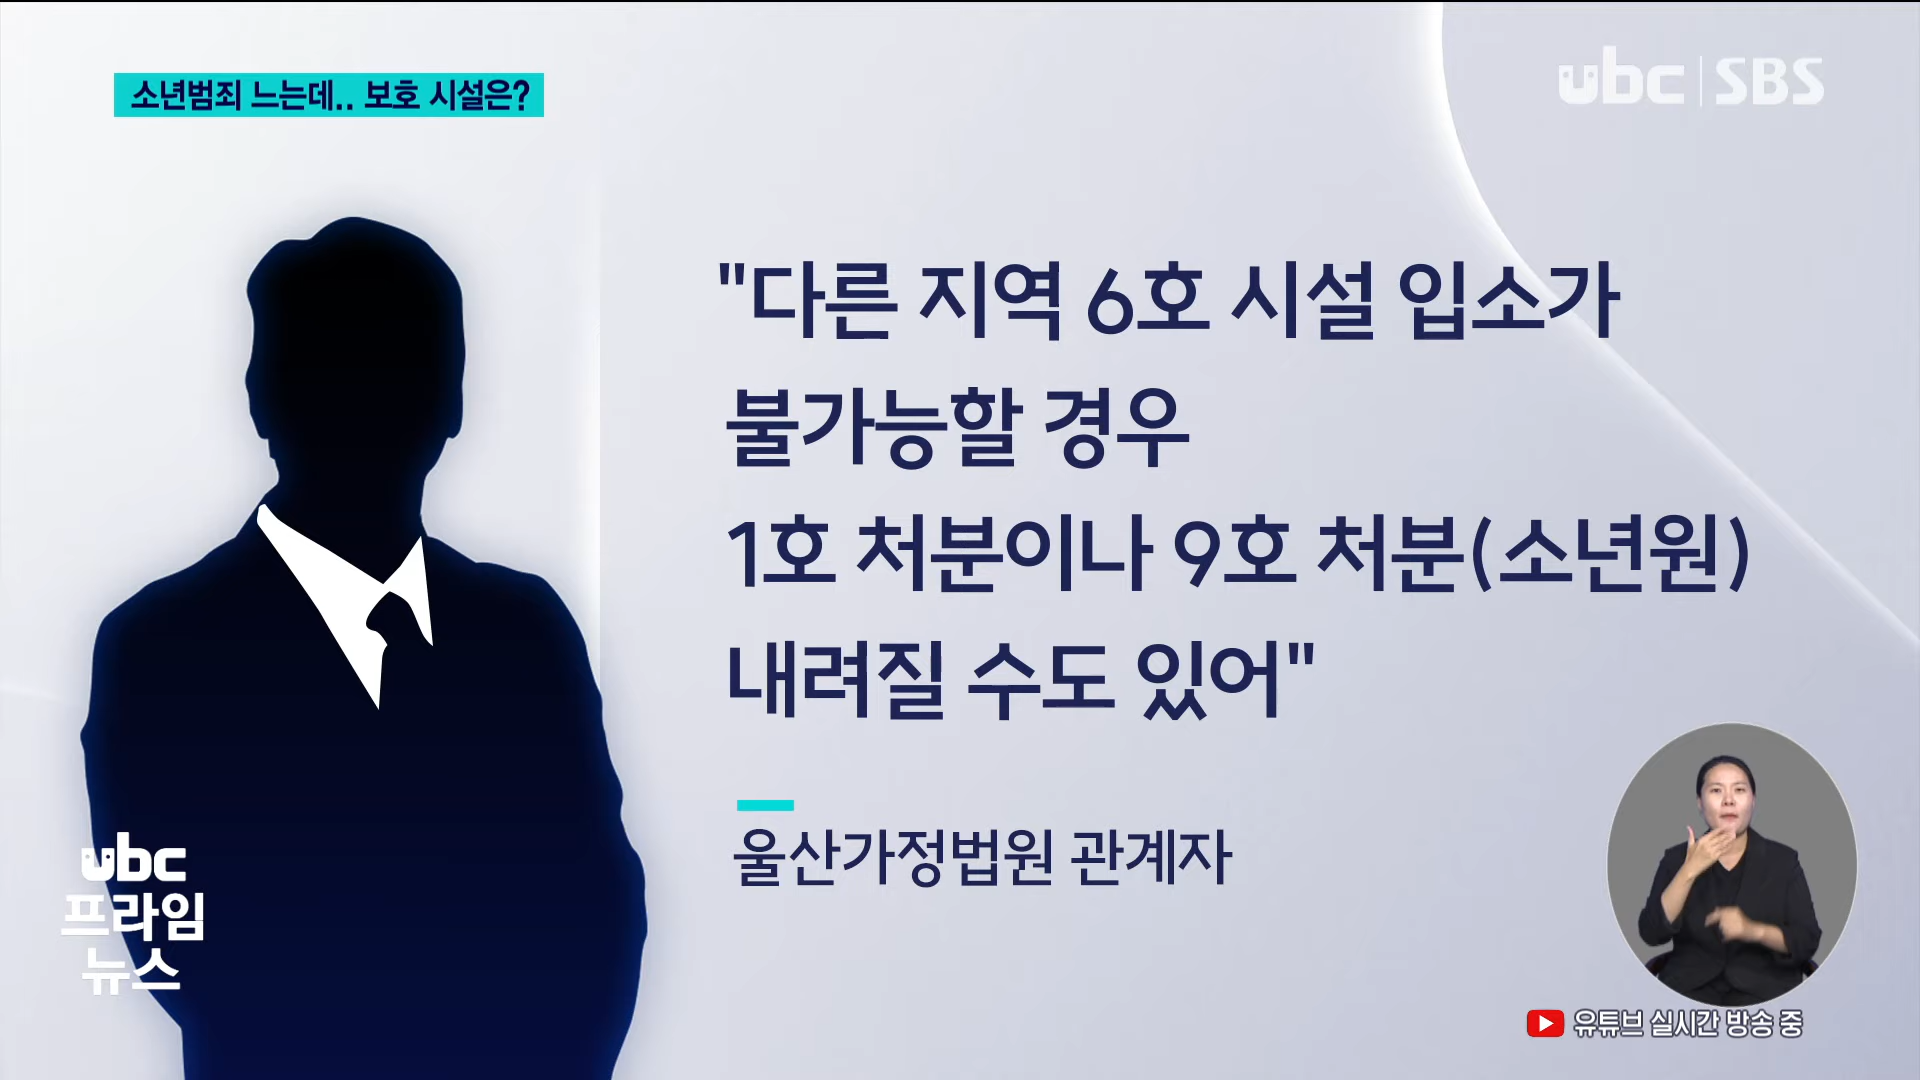 소년범죄 느는데.. 보호 시설은?
ubc SBS
"다른 지역 6호 시설 입소가
불가능할 경우
1호 처분이나 9호 처분(소년원)
내려질 수도 있어"
울산가정법원 관계자
ubc
프라임
뉴스
유튜브 실시간 방송 중